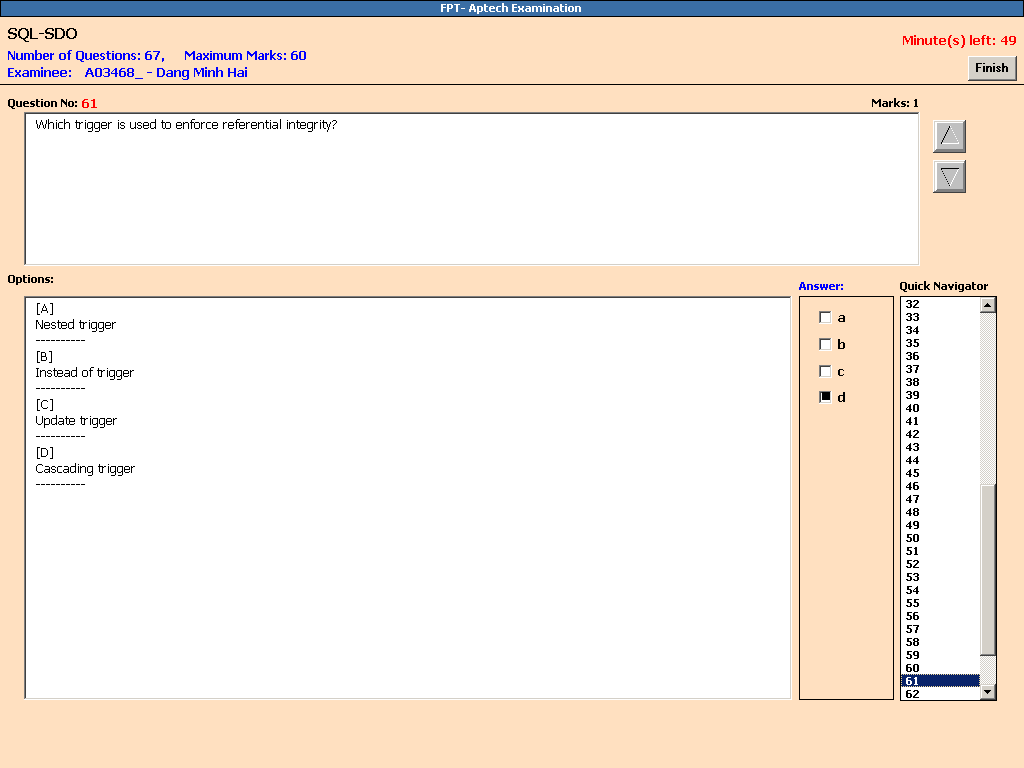 FPT- Aptech Examination
SQL-SDO
Number of Questions: 67, Maximum Marks: 60
Minute(s) left: 49
Examinee: A03468_ - Dang Minh Hai
Finish
Question No: 61
Marks: 1
Which trigger is used to enforce referential integrity?
Options:
Answer:
Quick Navigator
[A]
Nested trigger
----------
[B]
Instead of trigger
----------
[C]
Update trigger
----------
[D]
Cascading trigger
----------
a
b
c
d
32
33
34
35
36
37
38
39
40
41
42
43
44
45
46
47
48
49
50
51
52
53
54
55
56
57
58
59
60
61
62